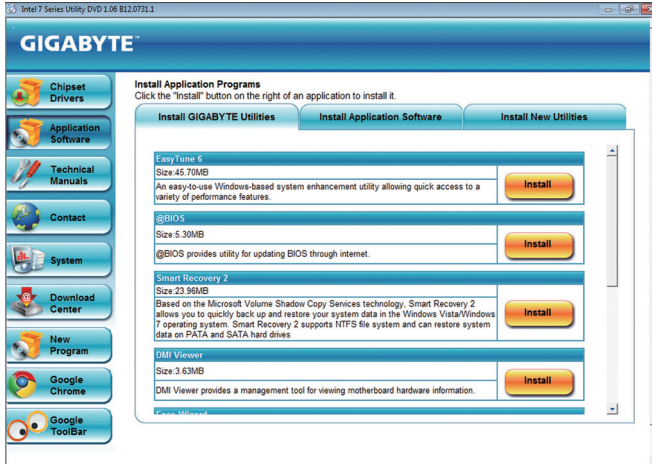 Intel 7 Series Utility DVD 1.06 B12.0731.1
GIGABYTE™
Chipset
Drivers
Application
Software
Technical
Manuals
Contact
System
Download
Center
New
Program
Google
Chrome
Google
ToolBar
Install Application Programs
Click the "Install" button on the right of an application to install it.
Install GIGABYTE Utilities
Install Application Software
Install New Utilities
EasyTune 6
Size:45.70MB
An easy-to-use Windows-based system enhancement utility allowing quick access to a
variety of performance features.
Install
@BIOS
Size:5.30MB
@BIOS provides utility for updating BIOS through internet.
Install
Smart Recovery 2
Size:23.96MB
Based on the Microsoft Volume Shadow Copy Services technology, Smart Recovery 2
allows you to quickly back up and restore your system data in the Windows Vista/Windows
7 operating system. Smart Recovery 2 supports NTFS file system and can restore system
data on PATA and SATA hard drives
Install
DMI Viewer
Size:3.63MB
DMI Viewer provides a management tool for viewing motherboard hardware information.
Install